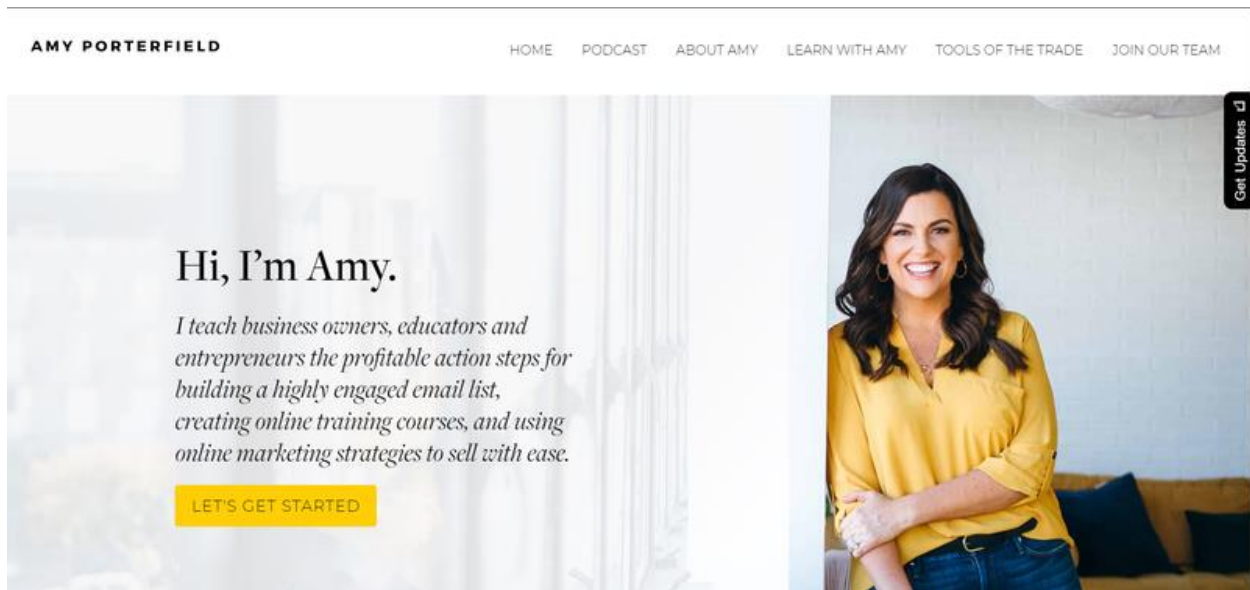 AMY PORTERFIELD
HOME PODCAST ABOUT AMY LEARN WITH AMY TOOLS OF THE TRADE JOIN OUR TEAM
Get Updates
Hi, I'm Amy.
I teach business owners, educators and
entrepreneurs the profitable action steps for
building a highly engaged email list,
creating online training courses, and using
online marketing strategies to sell with ease.
LET'S GET STARTED